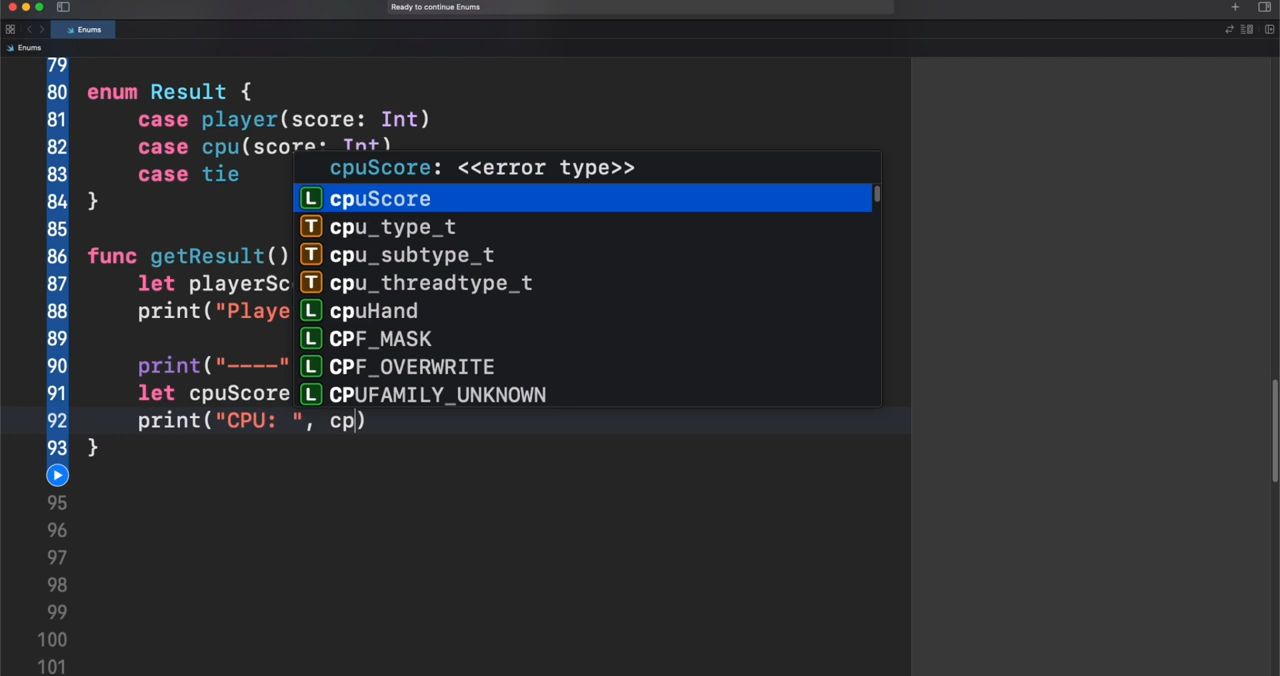 Ready to continue Enums
Enums
Enums
79
80 enum Result {
81 case player(score: Int)
82 case cpu(score: Int)
83 case tie
84 }
85
86 func getResult()
87 let playerSc
88 print("Playe
89
90 print("----"
91 let cpuScore
92 print("CPU: ", cp)
93 }
95
96
97
98
99
100
101
cpuScore: <<error type>>
L cpuScore
T cpu_type_t
T cpu_subtype_t
T cpu_threadtype_t
L cpuHand
L CPF_MASK
L CPF_OVERWRITE
L CPUFAMILY_UNKNOWN